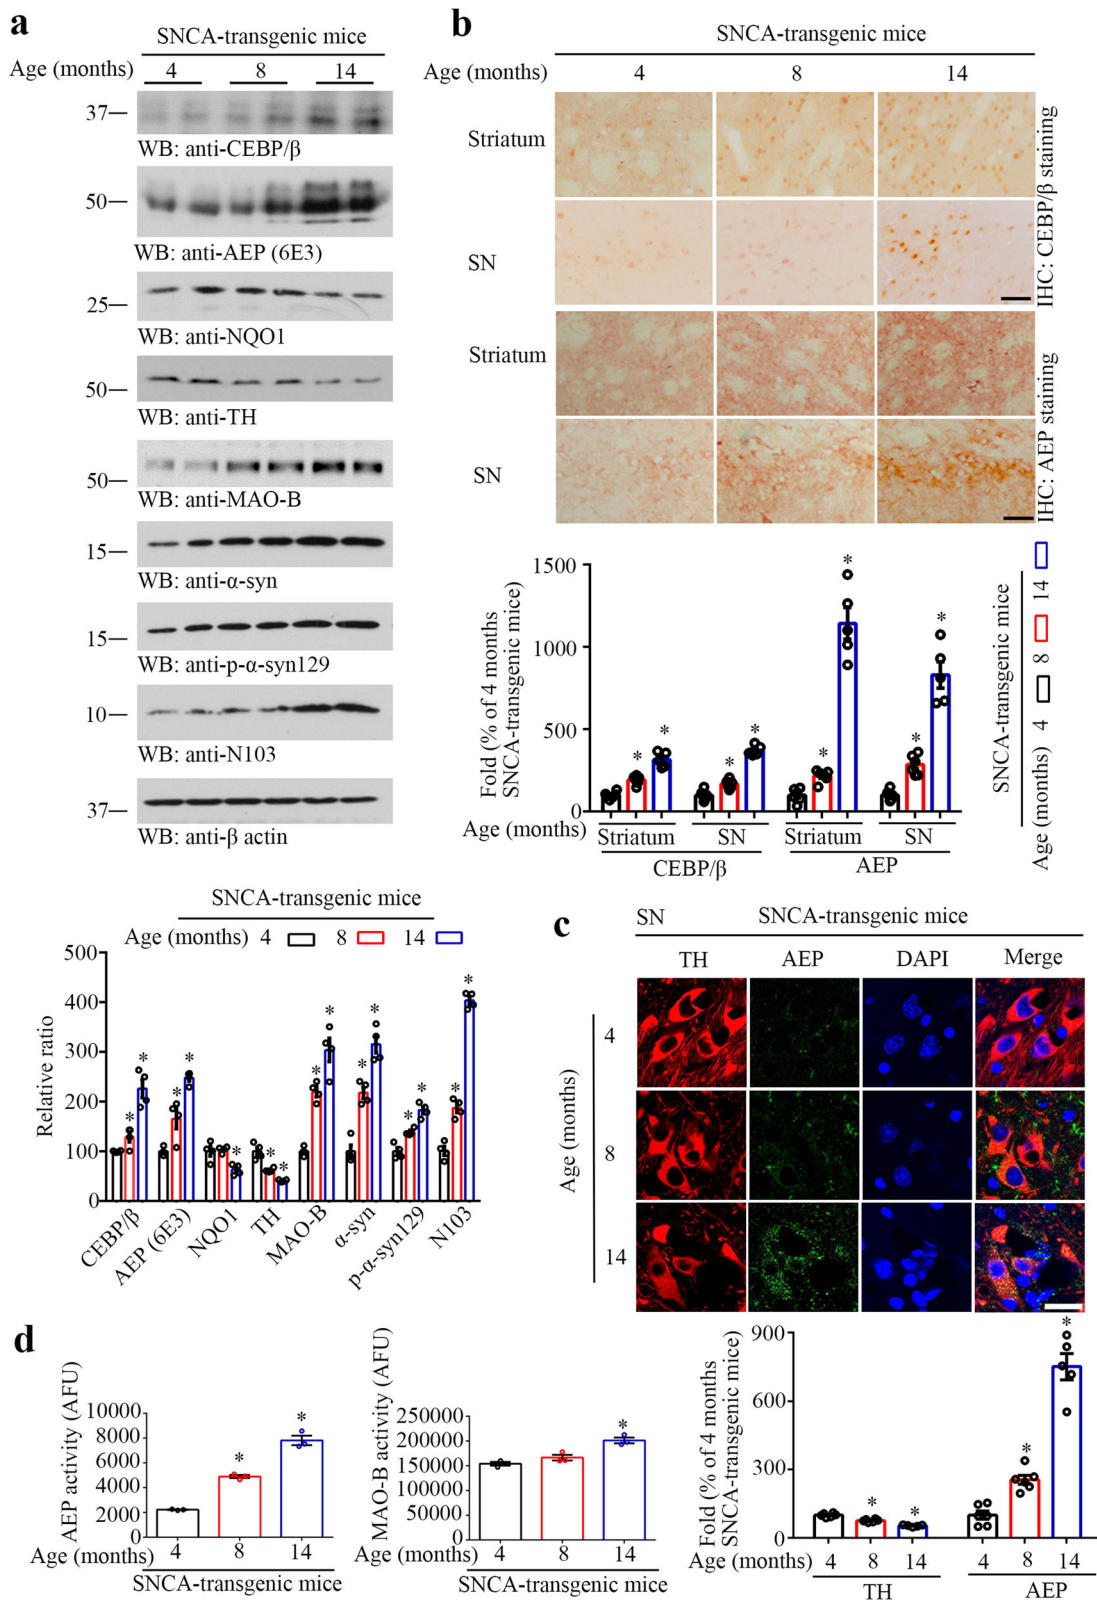 a
SNCA-transgenic mice
Age (months) 4 8 14
37
WB: anti-CEBP/β
50
WB: anti-AEP (6E3)
25
WB: anti-NQO1
50
WB: anti-TH
50
WB: anti-MAO-B
15
WB: anti-α-syn
15
WB: anti-p-α-syn129
10
WB: anti-N103
37
WB: anti-β actin
SNCA-transgenic mice
Age (months) 4 8 14
500
400
300
200
100
0
Relative ratio
* * * * * * * * * * * * * * *
CEBP/β AEP (6E3) NQO1 TH MAO-B α-syn p-α-syn129 N103
b
SNCA-transgenic mice
Age (months) 4 8 14
Striatum
SN
IHC: CEBP/β staining
Striatum
SN
IHC: AEP staining
1500
1000
500
0
Fold (% of 4 months
SNCA-transgenic mice)
* * * * * * * *
Age (months)
Striatum SN Striatum SN
CEBP/β AEP
SNCA-transgenic mice
Age (months) 4 8 14
c
SN SNCA-transgenic mice
TH AEP DAPI Merge
Age (months)
4
8
14
900
600
300
0
Fold (% of 4 months
SNCA-transgenic mice)
* * * *
Age (months) 4 8 14 4 8 14
TH AEP
d
AEP activity (AFU)
10000
8000
6000
4000
2000
0
* *
Age (months) 4 8 14
SNCA-transgenic mice
MAO-B activity (AFU)
250000
200000
150000
100000
50000
0
*
Age (months) 4 8 14
SNCA-transgenic mice